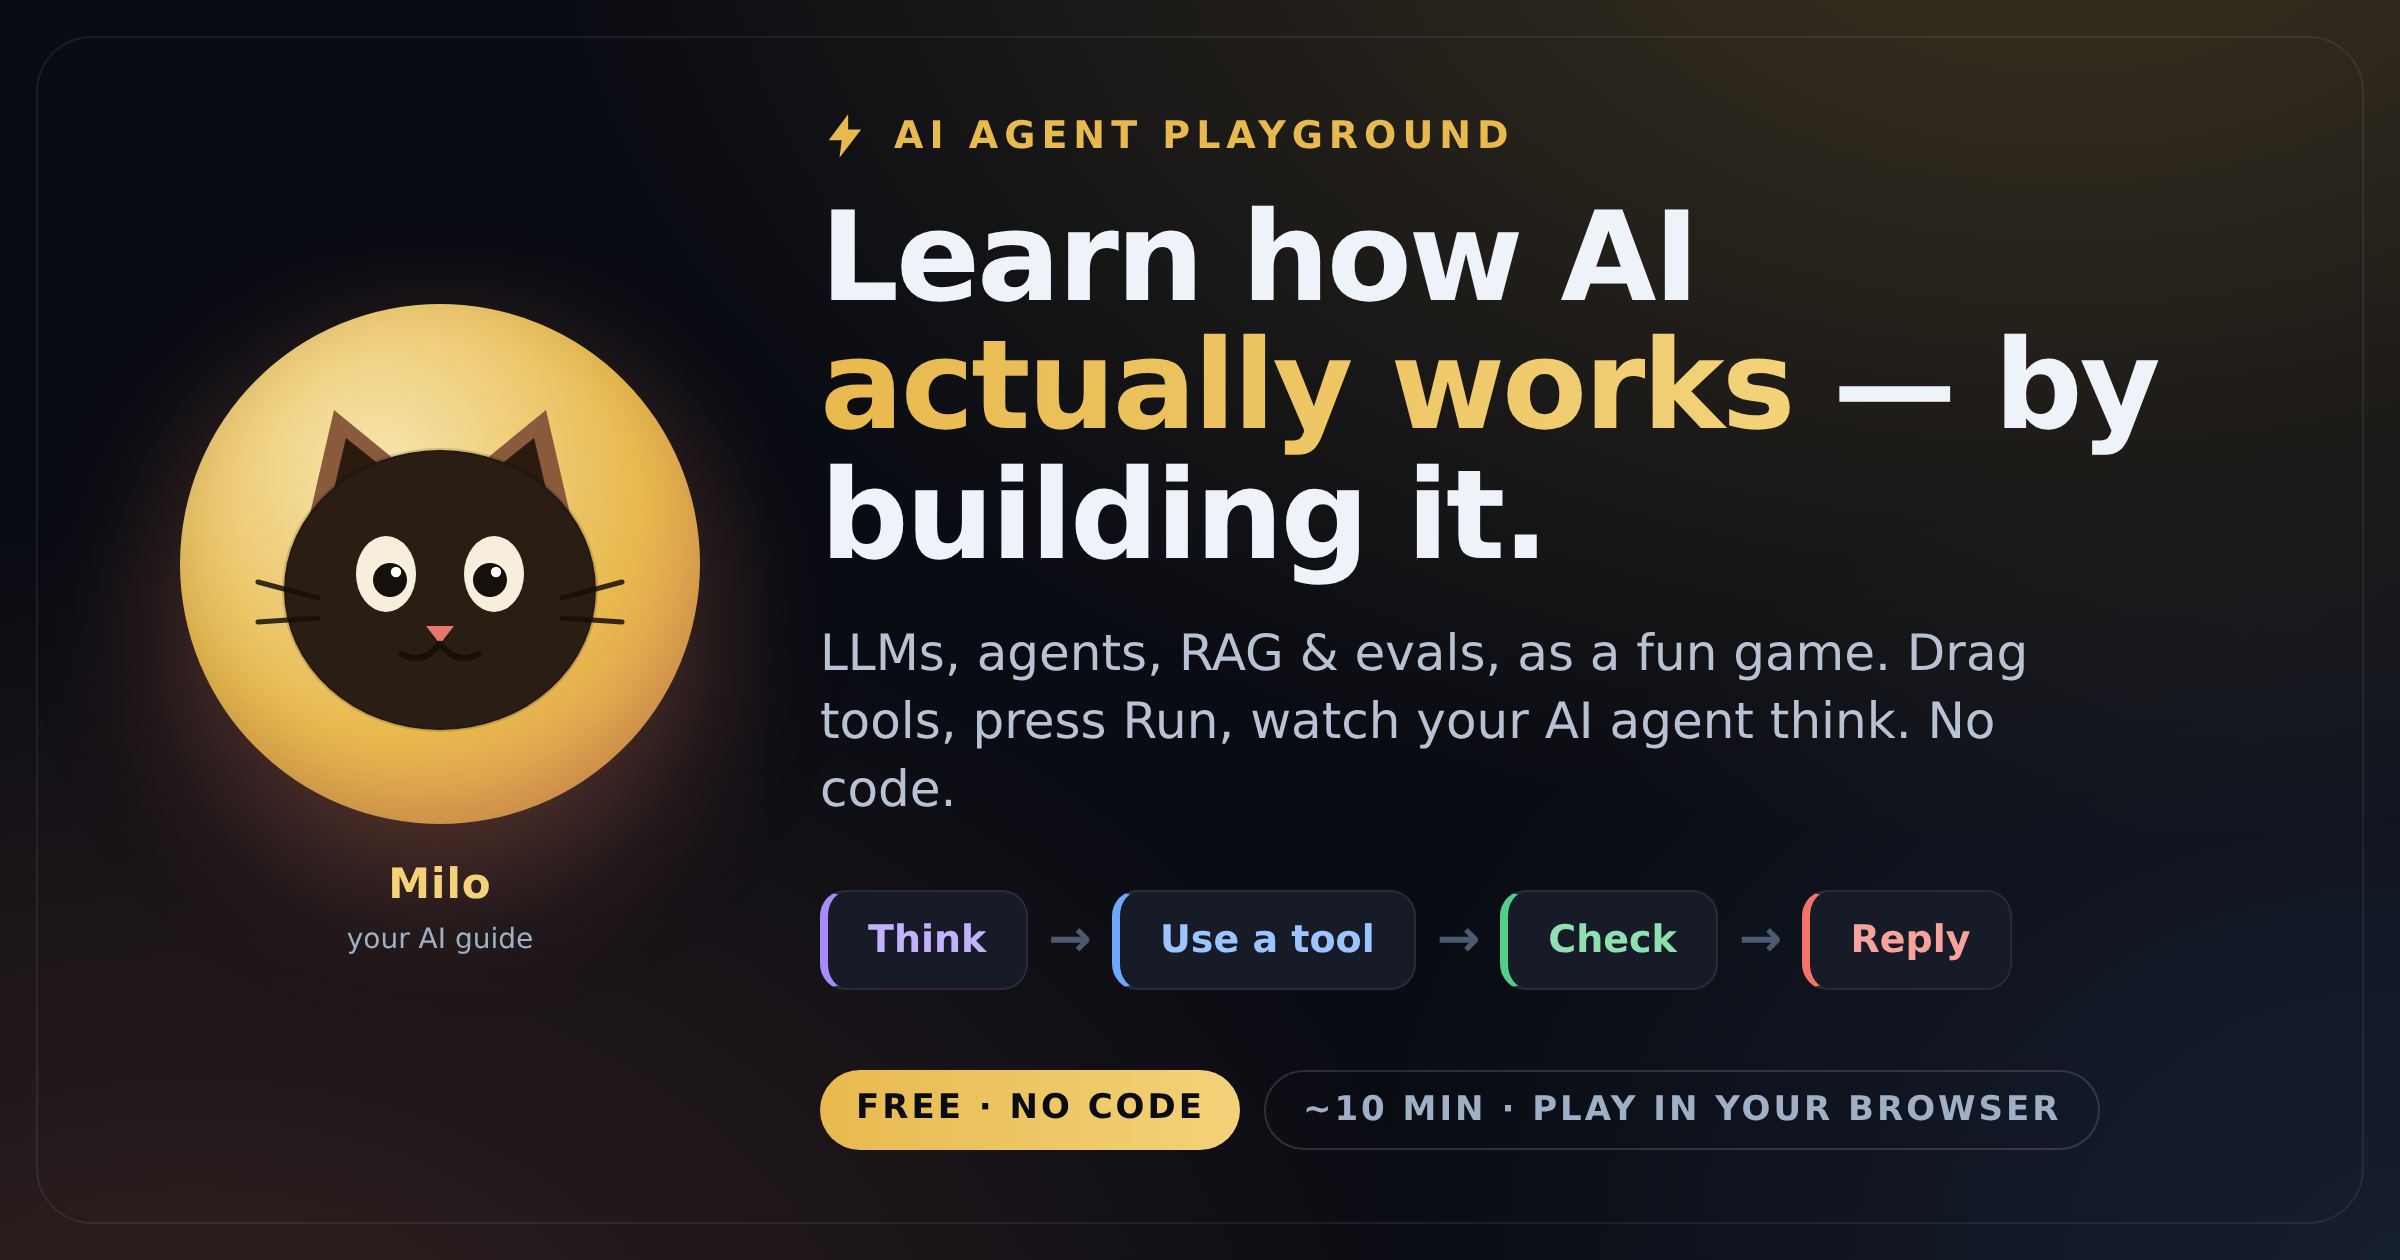 AI AGENT PLAYGROUND
Learn how AI
actually works — by
building it.
LLMs, agents, RAG & evals, as a fun game. Drag
tools, press Run, watch your AI agent think. No
code.
Milo
your AI guide
Think → Use a tool → Check → Reply
FREE · NO CODE
~10 MIN · PLAY IN YOUR BROWSER